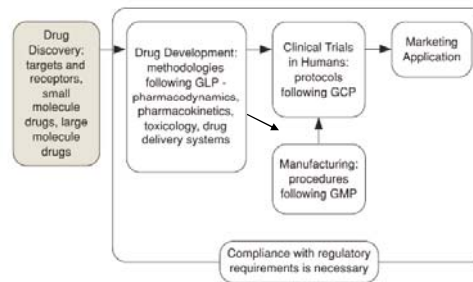 Drug
Discovery:
targets and
receptors,
small
molecule
drugs, large
molecule
drugs
Drug Development:
methodologies
following GLP -
pharmacodynamics,
pharmacokinetics,
toxicology, drug
delivery systems
Clinical Trials
in Humans:
protocols
following GCP
Marketing
Application
Manufacturing:
procedures
following GMP
Compliance with regulatory
requirements is necessary